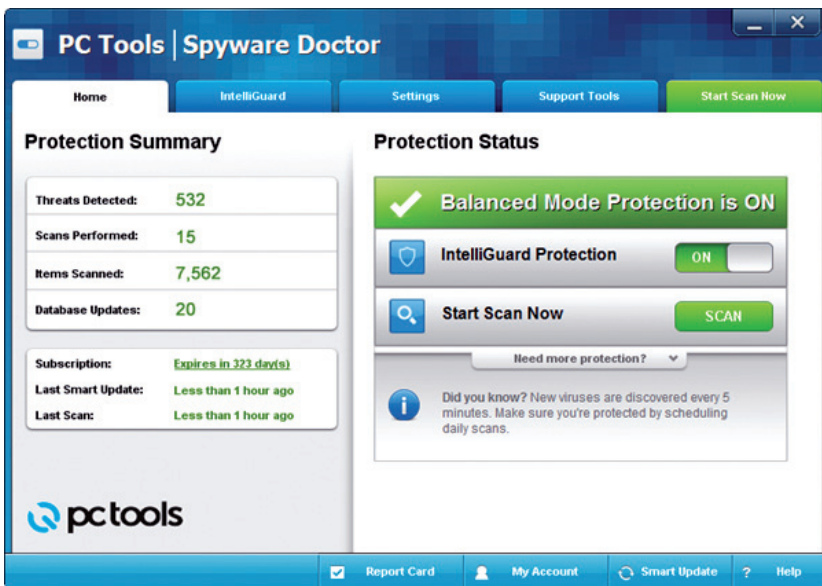 PC Tools | Spyware Doctor
Home
IntelliGuard
Settings
Support Tools
Start Scan Now
Protection Summary
Threats Detected: 532
Scans Performed: 15
Items Scanned: 7,562
Database Updates: 20
Subscription: Expires in 323 day(s)
Last Smart Update: Less than 1 hour ago
Last Scan: Less than 1 hour ago
pctools
Protection Status
Balanced Mode Protection is ON
IntelliGuard Protection ON
Start Scan Now SCAN
Need more protection?
Did you know? New viruses are discovered every 5
minutes. Make sure you're protected by scheduling
daily scans.
Report Card
My Account
Smart Update
? Help